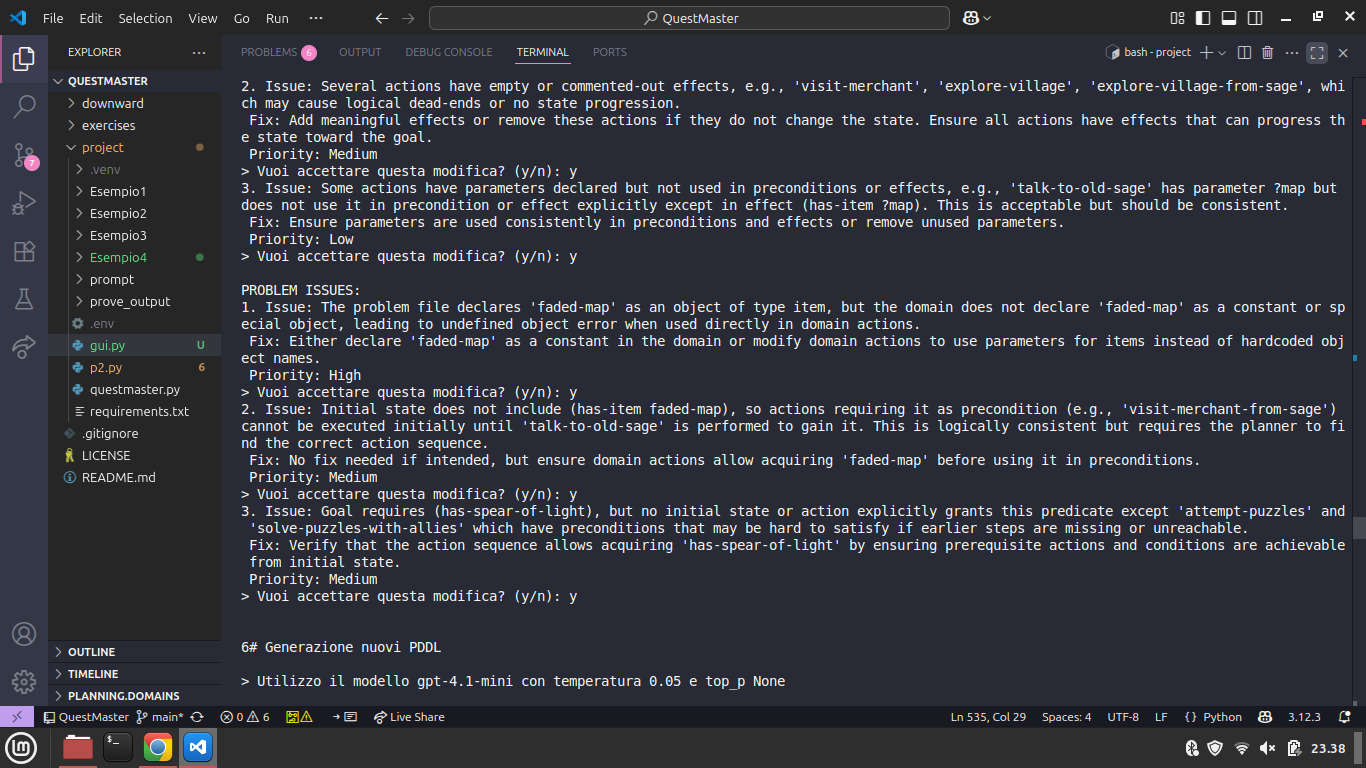 File Edit Selection View Go Run ··· QuestMaster
EXPLORER ···
QUESTMASTER
downward
exercises
project
.venv
Esempio1
Esempio2
Esempio3
Esempio4
prompt
prove_output
.env
gui.py U
p2.py 6
questmaster.py
requirements.txt
.gitignore
LICENSE
README.md
OUTLINE
TIMELINE
PLANNING.DOMAINS
7
PROBLEMS 6 OUTPUT DEBUG CONSOLE TERMINAL PORTS bash - project
2. Issue: Several actions have empty or commented-out effects, e.g., 'visit-merchant', 'explore-village', 'explore-village-from-sage', whi
ch may cause logical dead-ends or no state progression.
Fix: Add meaningful effects or remove these actions if they do not change the state. Ensure all actions have effects that can progress th
e state toward the goal.
Priority: Medium
> Vuoi accettare questa modifica? (y/n): y
3. Issue: Some actions have parameters declared but not used in preconditions or effects, e.g., 'talk-to-old-sage' has parameter ?map but
does not use it in precondition or effect explicitly except in effect (has-item ?map). This is acceptable but should be consistent.
Fix: Ensure parameters are used consistently in preconditions and effects or remove unused parameters.
Priority: Low
> Vuoi accettare questa modifica? (y/n): y
PROBLEM ISSUES:
1. Issue: The problem file declares 'faded-map' as an object of type item, but the domain does not declare 'faded-map' as a constant or sp
ecial object, leading to undefined object error when used directly in domain actions.
Fix: Either declare 'faded-map' as a constant in the domain or modify domain actions to use parameters for items instead of hardcoded obj
ect names.
Priority: High
> Vuoi accettare questa modifica? (y/n): y
2. Issue: Initial state does not include (has-item faded-map), so actions requiring it as precondition (e.g., 'visit-merchant-from-sage')
cannot be executed initially until 'talk-to-old-sage' is performed to gain it. This is logically consistent but requires the planner to fi
nd the correct action sequence.
Fix: No fix needed if intended, but ensure domain actions allow acquiring 'faded-map' before using it in preconditions.
Priority: Medium
> Vuoi accettare questa modifica? (y/n): y
3. Issue: Goal requires (has-spear-of-light), but no initial state or action explicitly grants this predicate except 'attempt-puzzles' and
'solve-puzzles-with-allies' which have preconditions that may be hard to satisfy if earlier steps are missing or unreachable.
Fix: Verify that the action sequence allows acquiring 'has-spear-of-light' by ensuring prerequisite actions and conditions are achievable
from initial state.
Priority: Medium
> Vuoi accettare questa modifica? (y/n): y
6# Generazione nuovi PDDL
> Utilizzo il modello gpt-4.1-mini con temperatura 0.05 e top_p None
QuestMaster main* 0 6 Live Share Ln 535, Col 29 Spaces: 4 UTF-8 LF {} Python 3.12.3
23.38